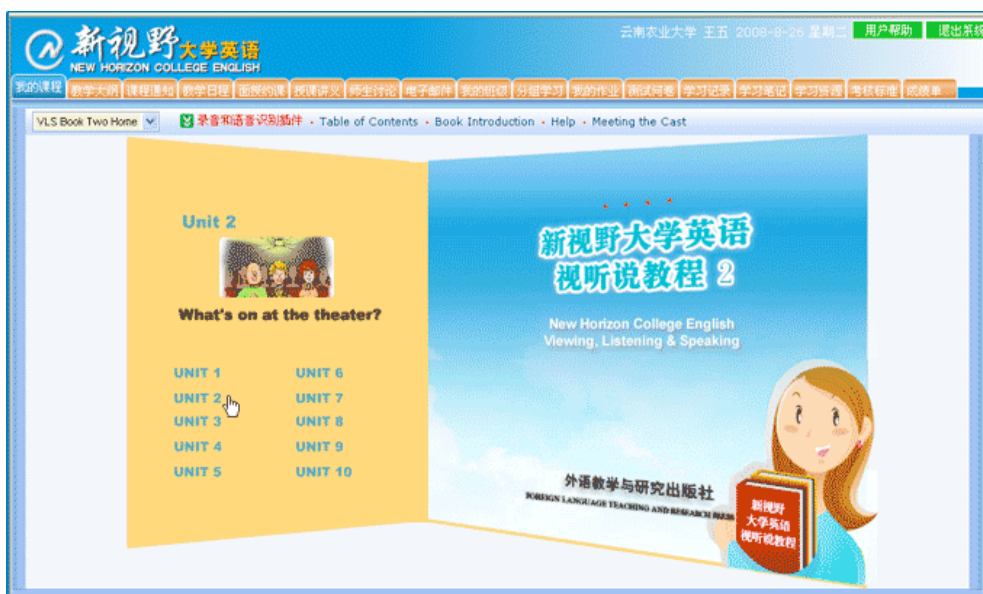 新视野大学英语
NEW HORIZON COLLEGE ENGLISH
云南农业大学 王五 2008-8-26 星期二 用户帮助 退出系统
我的课程 教学大纲 课程通知 教学日程 面授约课 授课讲义 师生讨论 电子邮件 我的班级 分组学习 我的作业 测试问卷 学习记录 学习笔记 学习资源 考核标准 成绩单
VLS Book Two Home 录音和语音识别插件 · Table of Contents · Book Introduction · Help · Meeting the Cast
Unit 2
What's on at the theater?
UNIT 1 UNIT 6
UNIT 2 UNIT 7
UNIT 3 UNIT 8
UNIT 4 UNIT 9
UNIT 5 UNIT 10
新视野大学英语
视听说教程 2
New Horizon College English
Viewing, Listening & Speaking
外语教学与研究出版社
FOREIGN LANGUAGE TEACHING AND RESEARCH PRESS
新视野
大学英语
视听说教程